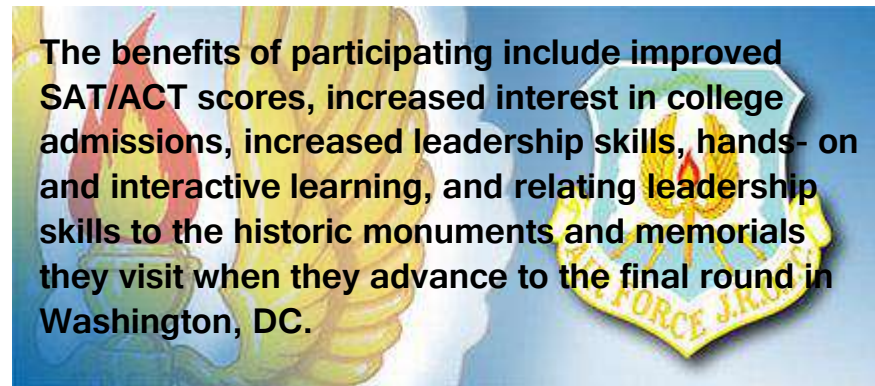 The benefits of participating include improved
SAT/ACT scores, increased interest in college
admissions, increased leadership skills, hands- on
and interactive learning, and relating leadership
skills to the historic monuments and memorials
they visit when they advance to the final round in
Washington, DC.
AIR FORCE J.R.O.T.C.